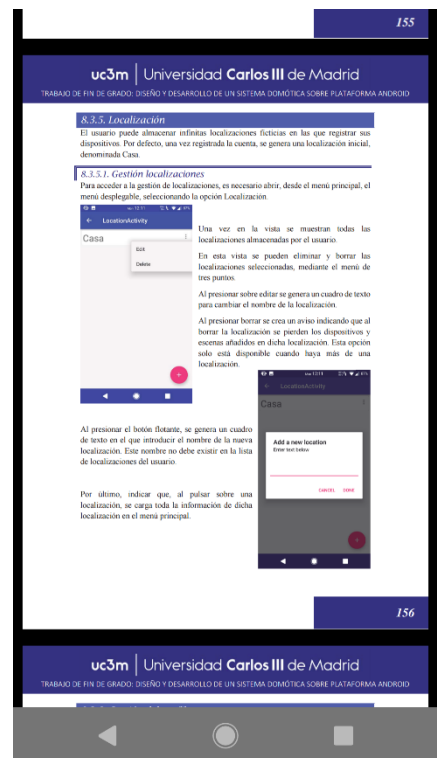 155
uc3m | Universidad Carlos III de Madrid
TRABAJO DE FIN DE GRADO: DISEÑO Y DESARROLLO DE UN SISTEMA DOMÓTICA SOBRE PLATAFORMA ANDROID
8.3.5. Localización
El usuario puede almacenar infinitas localizaciones ficticias en las que registrar sus
dispositivos. Por defecto, una vez registrada la cuenta, se genera una localización inicial,
denominada Casa.
8.3.5.1. Gestión localizaciones
Para acceder a la gestión de localizaciones, es necesario abrir, desde el menú principal, el
menú desplegable, seleccionando la opción Localización.
LocationActivity
Casa
Edit
Delete
+
Una vez en la vista se muestran todas las
localizaciones almacenadas por el usuario.
En esta vista se pueden eliminar y borrar las
localizaciones seleccionadas, mediante el menú de
tres puntos.
Al presionar sobre editar se genera un cuadro de texto
para cambiar el nombre de la localización.
Al presionar borrar se crea un aviso indicando que al
borrar la localización se pierden los dispositivos y
escenas añadidos en dicha localización. Esta opción
solo está disponible cuando haya más de una
localización.
Al presionar el botón flotante, se genera un cuadro
de texto en el que introducir el nombre de la nueva
localización. Este nombre no debe existir en la lista
de localizaciones del usuario.
Por último, indicar que, al pulsar sobre una
localización, se carga toda la información de dicha
localización en el menú principal.
LocationActivity
Casa
Add a new location
Enter text below
CANCEL DONE
+
156
uc3m | Universidad Carlos III de Madrid
TRABAJO DE FIN DE GRADO: DISEÑO Y DESARROLLO DE UN SISTEMA DOMÓTICA SOBRE PLATAFORMA ANDROID